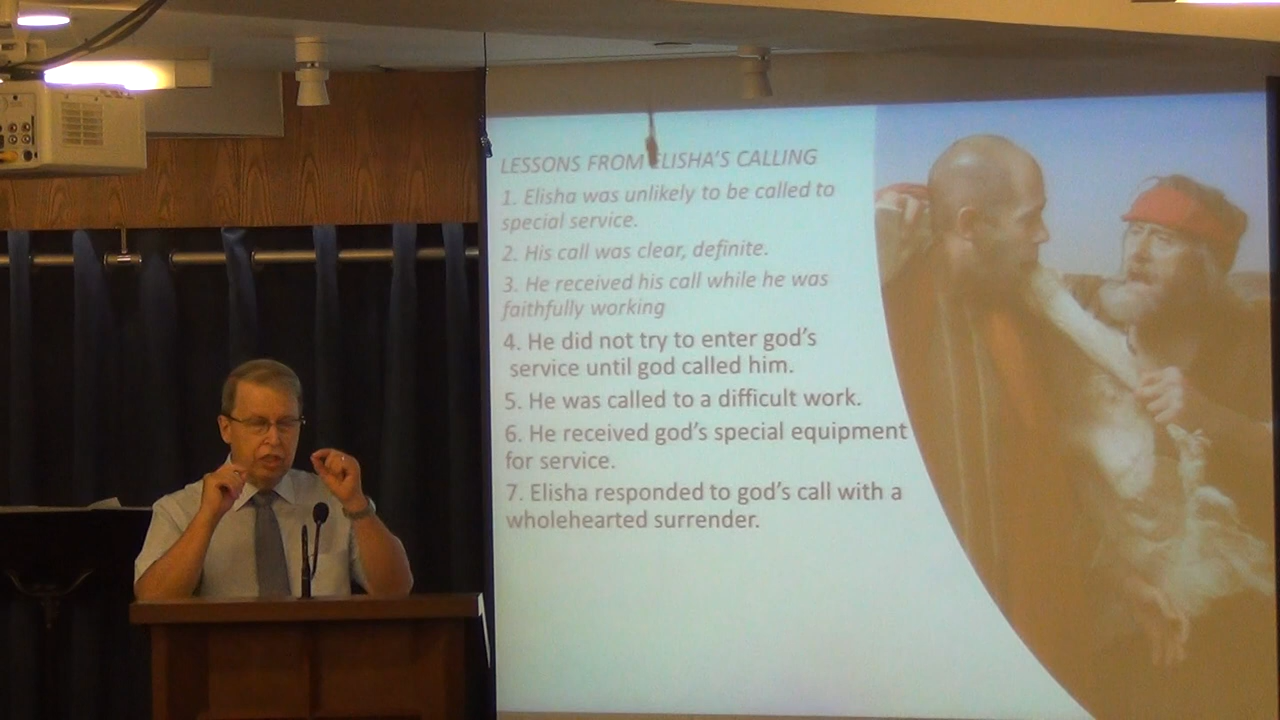 LESSONS FROM ELISHA'S CALLING
1. Elisha was unlikely to be called to
special service.
2. His call was clear, definite.
3. He received his call while he was
faithfully working
4. He did not try to enter god's
service until god called him.
5. He was called to a difficult work.
6. He received god's special equipment
for service.
7. Elisha responded to god's call with a
wholehearted surrender.